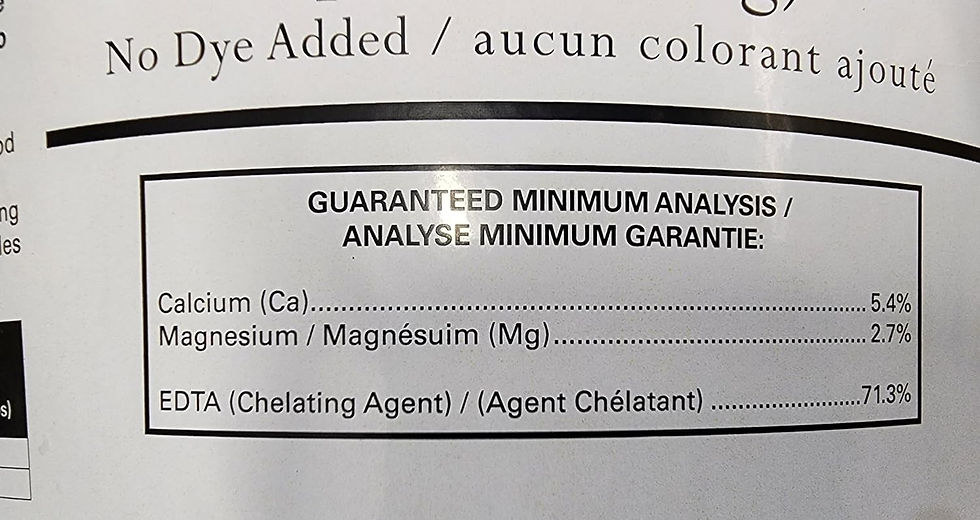 No Dye Added / aucun colorant ajouté
GUARANTEED MINIMUM ANALYSIS /
ANALYSE MINIMUM GARANTIE:
Calcium (Ca)........................................................................ 5.4%
Magnesium / Magnésuim (Mg)........................................ 2.7%
EDTA (Chelating Agent) / (Agent Chélatant) ....................71.3%